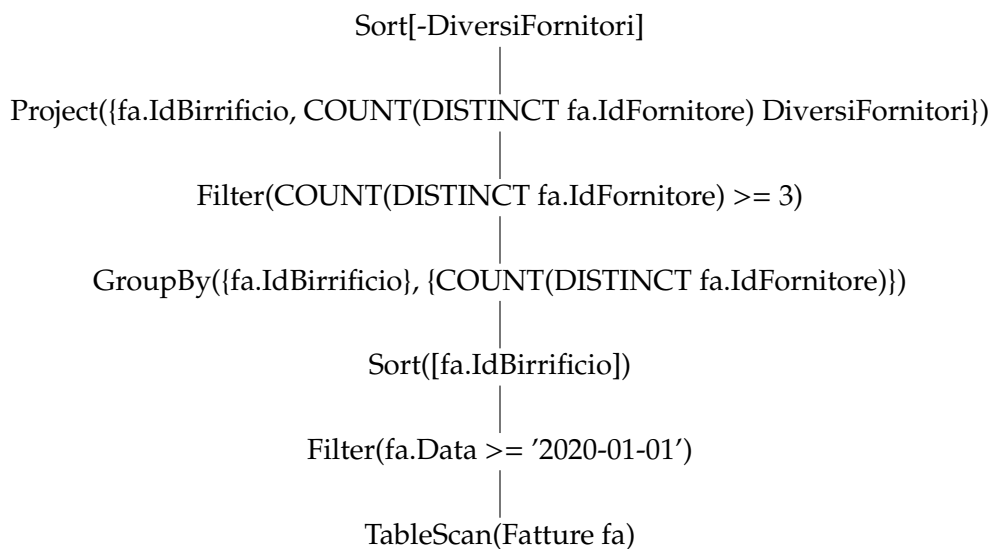 Sort[-DiversiFornitori]
Project({fa.IdBirrificio, COUNT(DISTINCT fa.IdFornitore) DiversiFornitori})
Filter(COUNT(DISTINCT fa.IdFornitore) >= 3)
GroupBy({fa.IdBirrificio}, {COUNT(DISTINCT fa.IdFornitore)})
Sort([fa.IdBirrificio])
Filter(fa.Data >= ’2020-01-01’)
TableScan(Fatture fa)